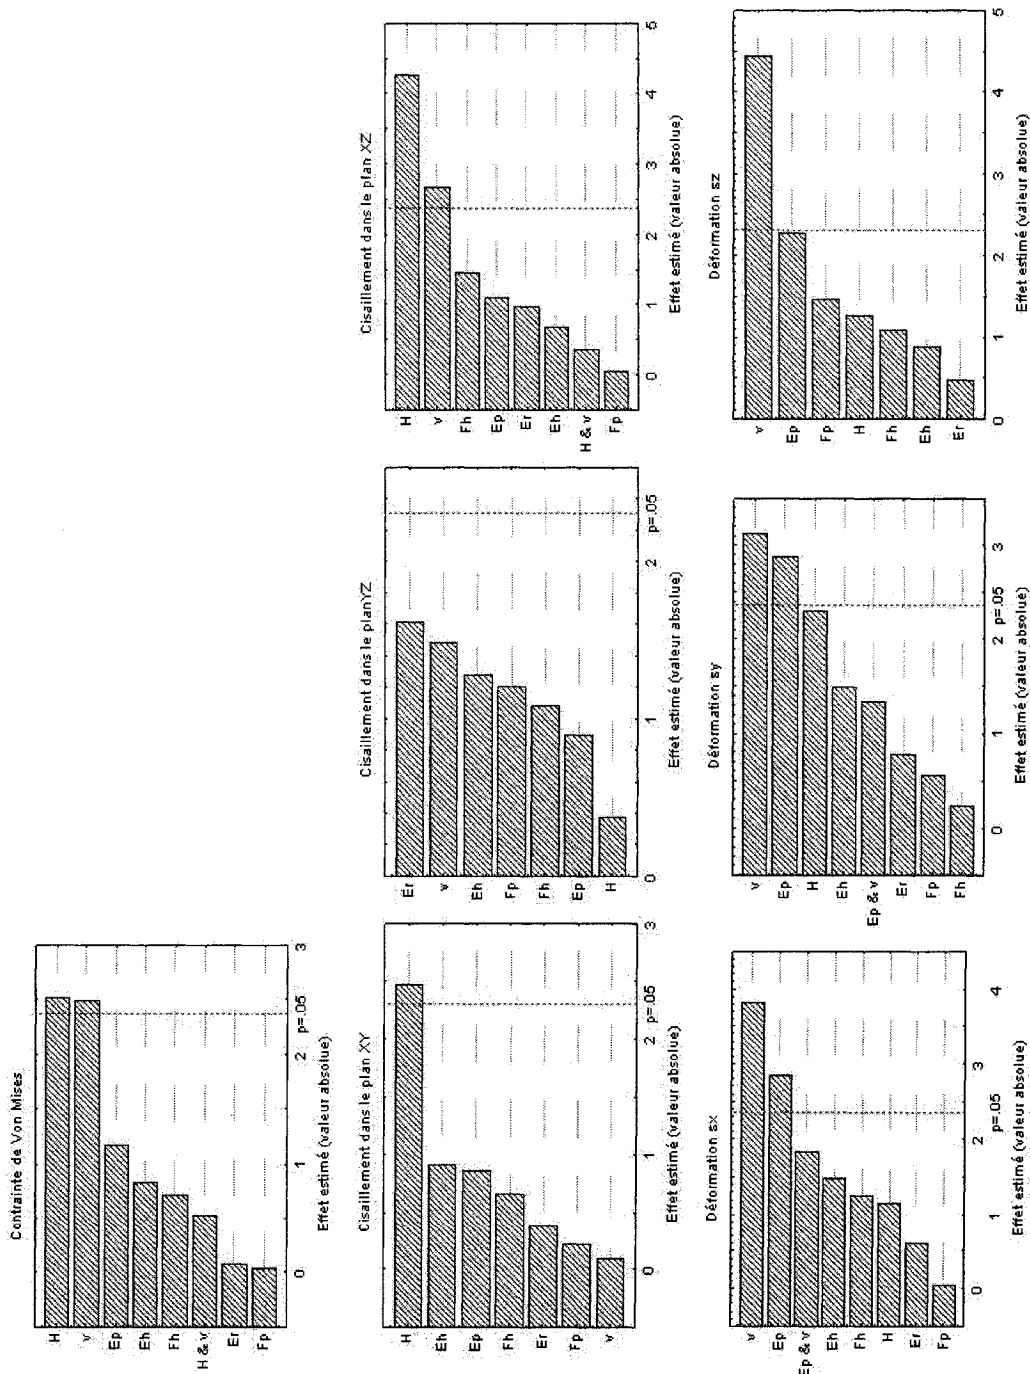 Contrainte de Von Mises
H
v
Ep
Eh
Fh
H & v
Er
Fp
0
1
2
p=.05
3
Effet estimé (valeur absolue)
Cisaillement dans le plan XY
H
Eh
Ep
Fh
Er
Fp
v
0
1
2
p=.05
3
Effet estimé (valeur absolue)
Cisaillement dans le planYZ
Er
v
Eh
Fp
Fh
Ep
H
0
1
2
p=.05
Effet estimé (valeur absolue)
Cisaillement dans le plan XZ
H
v
Fh
Ep
Er
Eh
H & v
Fp
0
1
2
3
4
5
Effet estimé (valeur absolue)
Déformation sx
v
Ep
Ep & v
Eh
Fh
H
Er
Fp
0
1
2
p=.05
3
4
Effet estimé (valeur absolue)
Déformation sy
v
Ep
H
Eh
Ep & v
Er
Fp
Fh
0
1
2
p=.05
3
Effet estimé (valeur absolue)
Déformation sz
v
Ep
Fp
H
Fh
Eh
Er
0
1
2
3
4
5
Effet estimé (valeur absolue)